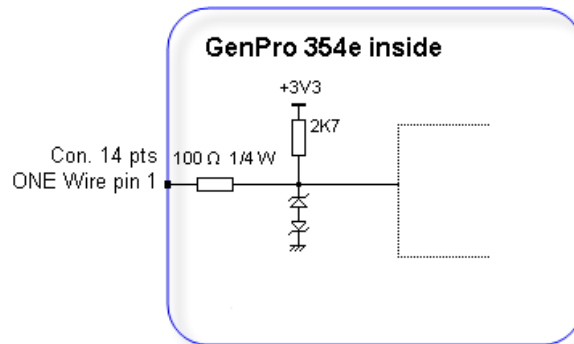 GenPro 354e inside
+3V3
2K7
Con. 14 pts
100 Ω 1/4 W
ONE Wire pin 1